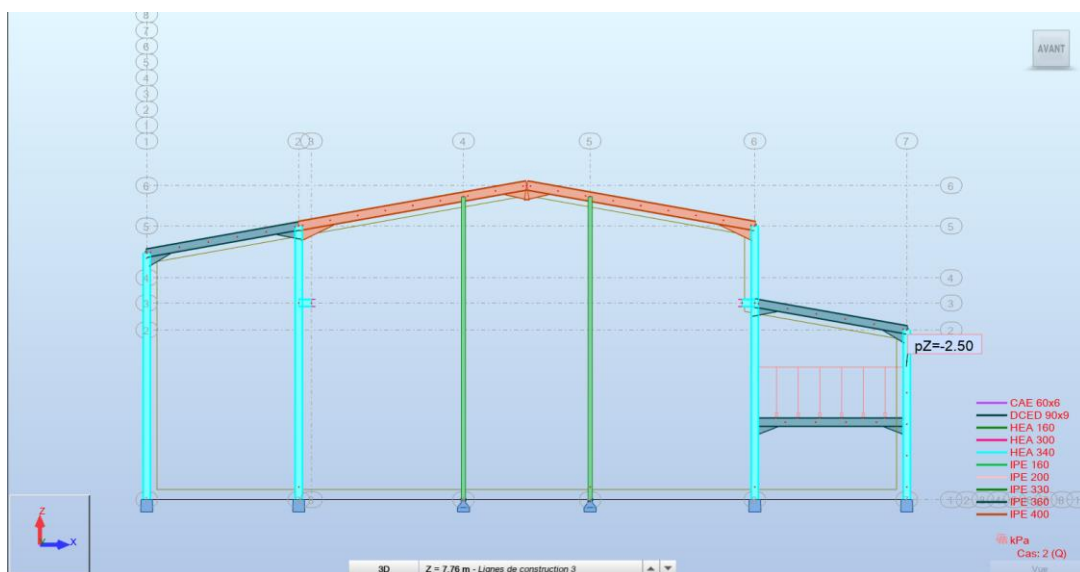 8
7
6
5
4
3
2
1
AVANT
1
2
3
4
5
6
7
6
6
5
5
4
4
3
3
2
2
pZ=-2.50
CAE 60x6
DCED 90x9
HEA 160
HEA 300
HEA 340
IPE 160
IPE 200
IPE 330
IPE 360
IPE 400
Z
X
kPa
Cas: 2 (Q)
3D
Z = 7.76 m - Lignes de construction 3
Vue